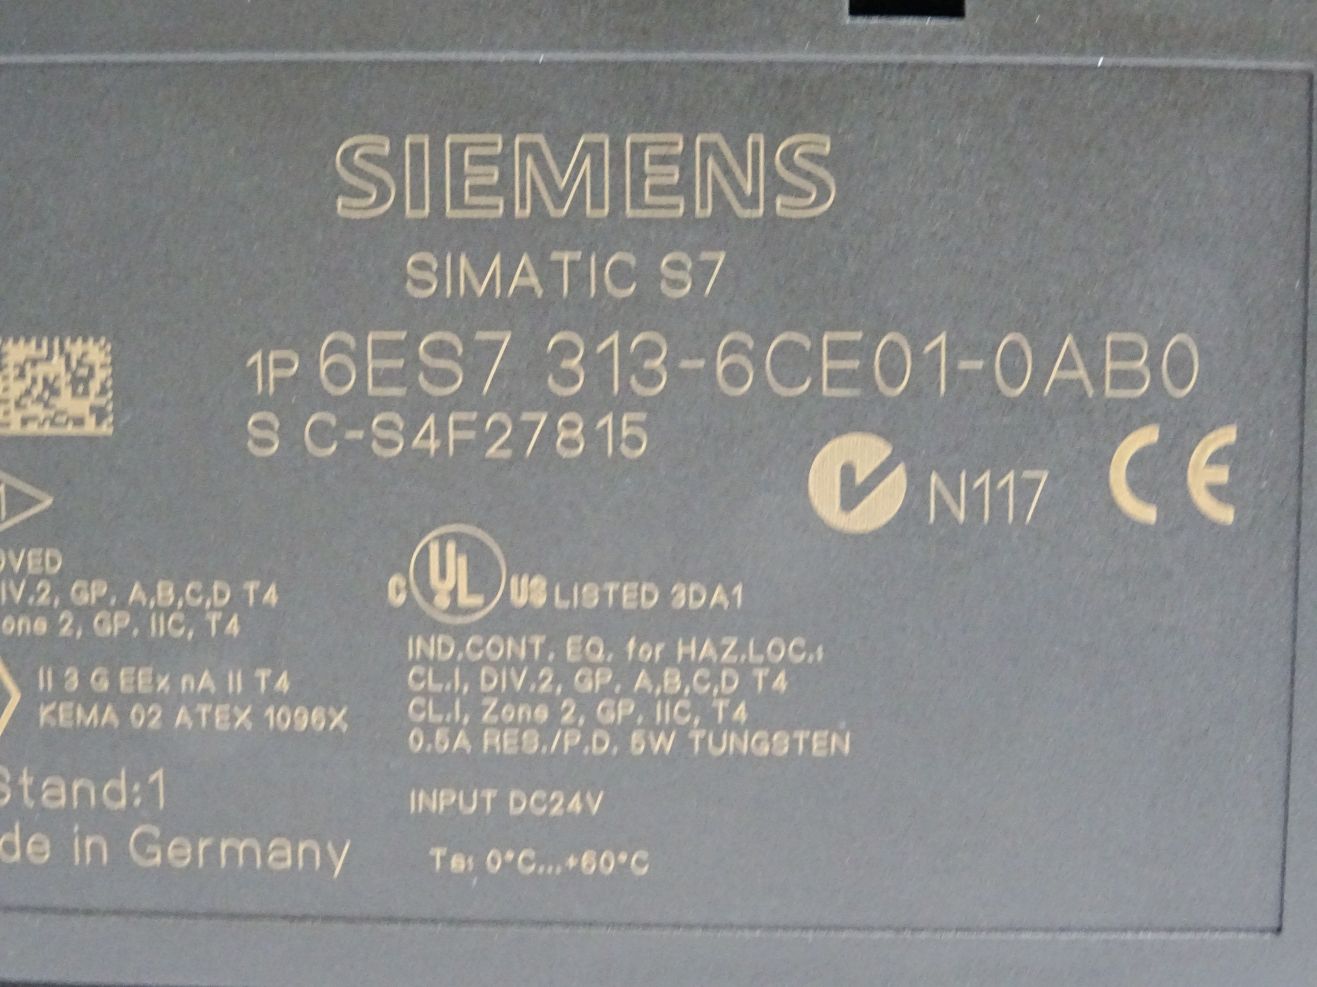 SIEMENS
SIMATIC S7
1P 6ES7 313-6CE01-0AB0
S C-S4F27815
N117 CE
C UL US LISTED 3DA1
IND.CONT. EQ. for HAZ.LOC.:
CL.I, DIV.2, GP. A,B,C,D T4
CL.I, Zone 2, GP. IIC, T4
0.5A RES./P.D. 5W TUNGSTEN
INPUT DC24V
Ta: 0°C...+60°C
OVED
IV.2, GP. A,B,C,D T4
one 2, GP. IIC, T4
II 3 G EEx nA II T4
KEMA 02 ATEX 1096X
Stand:1
de in Germany